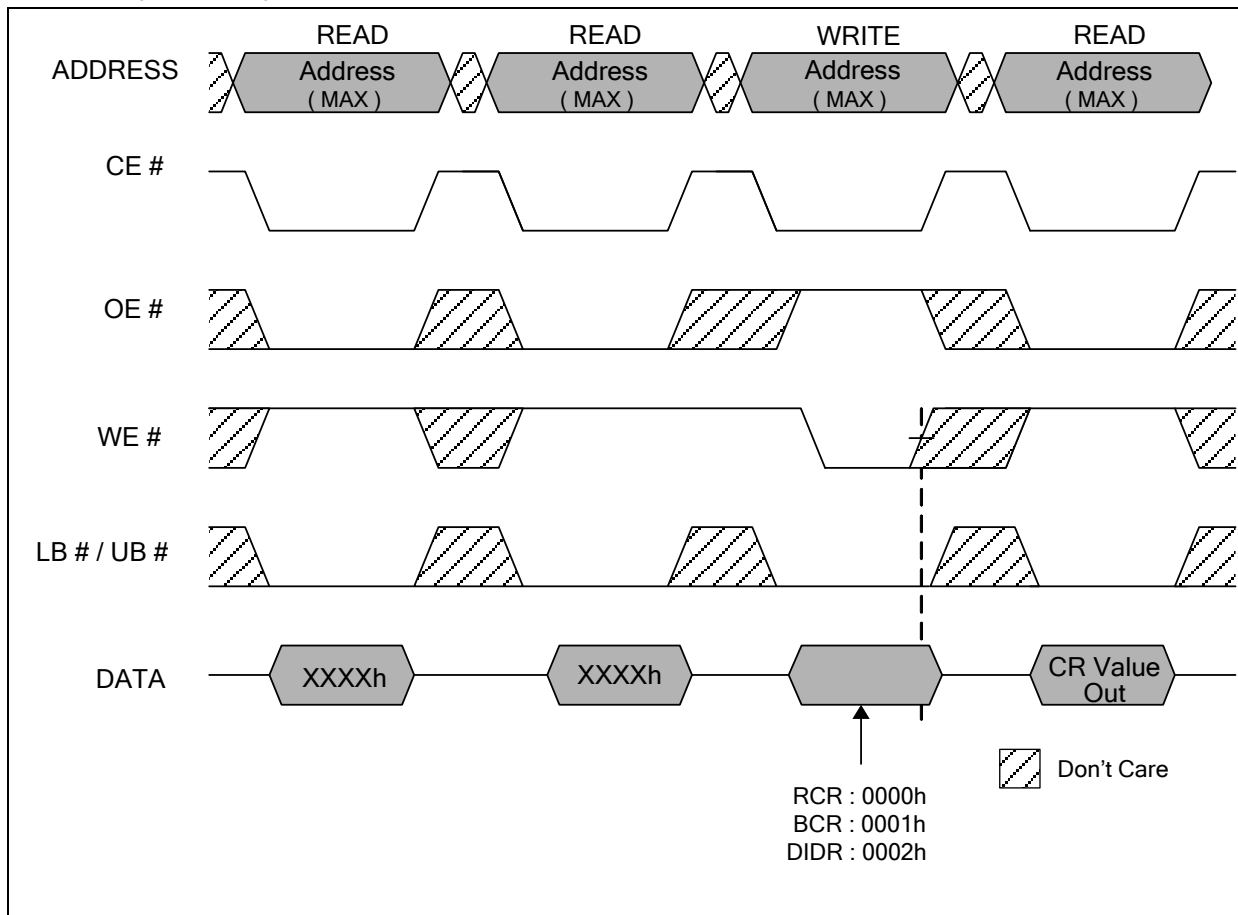 READ READ WRITE READ
ADDRESS Address Address Address Address
( MAX ) ( MAX ) ( MAX ) ( MAX )
CE #
OE #
WE #
LB # / UB #
DATA XXXXh XXXXh CR Value
Out
Don't Care
RCR : 0000h
BCR : 0001h
DIDR : 0002h